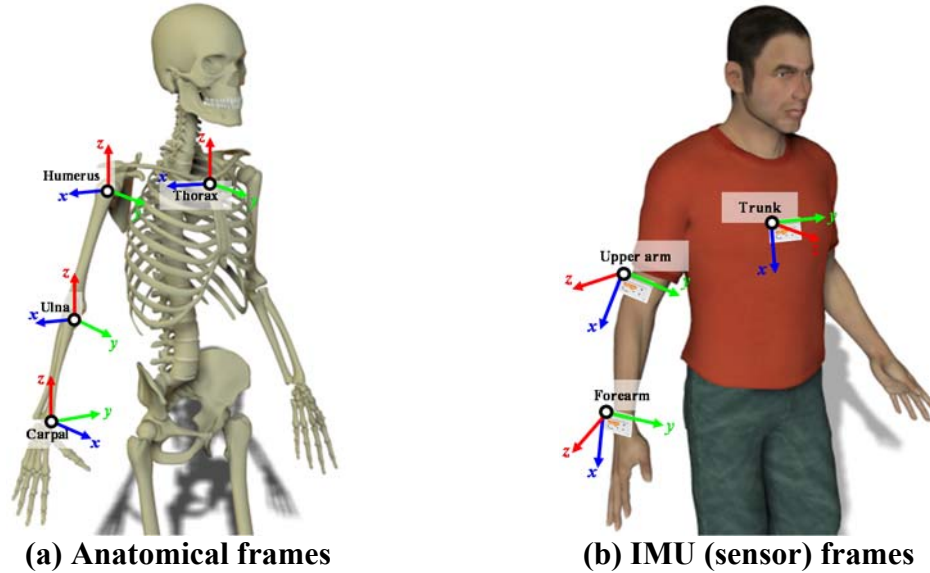 z
Humerus
x
y
z
x
Thorax
y
z
Ulna
x
y
z
y
Carpal
x
Trunk
y
z
x
Upper arm
z
y
x
Forearm
y
z
x
(a) Anatomical frames
(b) IMU (sensor) frames